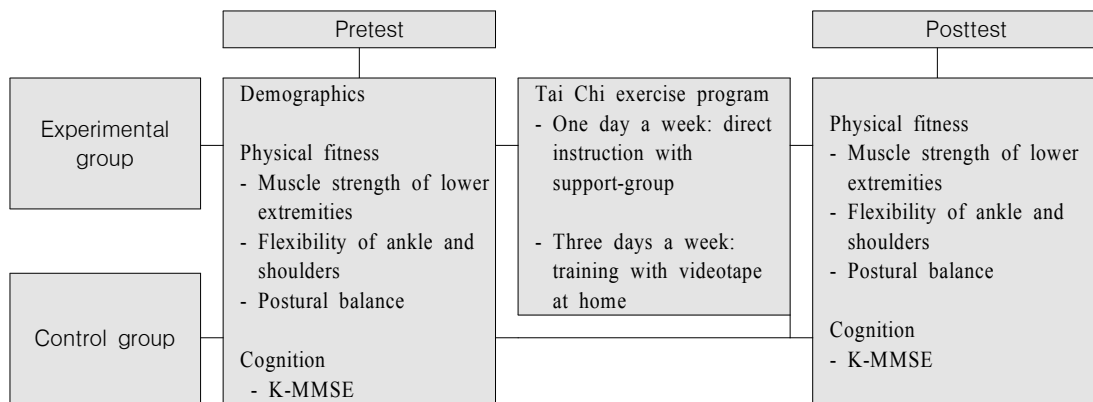 Pretest
Posttest
Experimental
group
Control group
Demographics
Physical fitness
- Muscle strength of lower
extremities
- Flexibility of ankle and
shoulders
- Postural balance
Cognition
- K-MMSE
Tai Chi exercise program
- One day a week: direct
instruction with
support-group
- Three days a week:
training with videotape
at home
Physical fitness
- Muscle strength of lower
extremities
- Flexibility of ankle and
shoulders
- Postural balance
Cognition
- K-MMSE